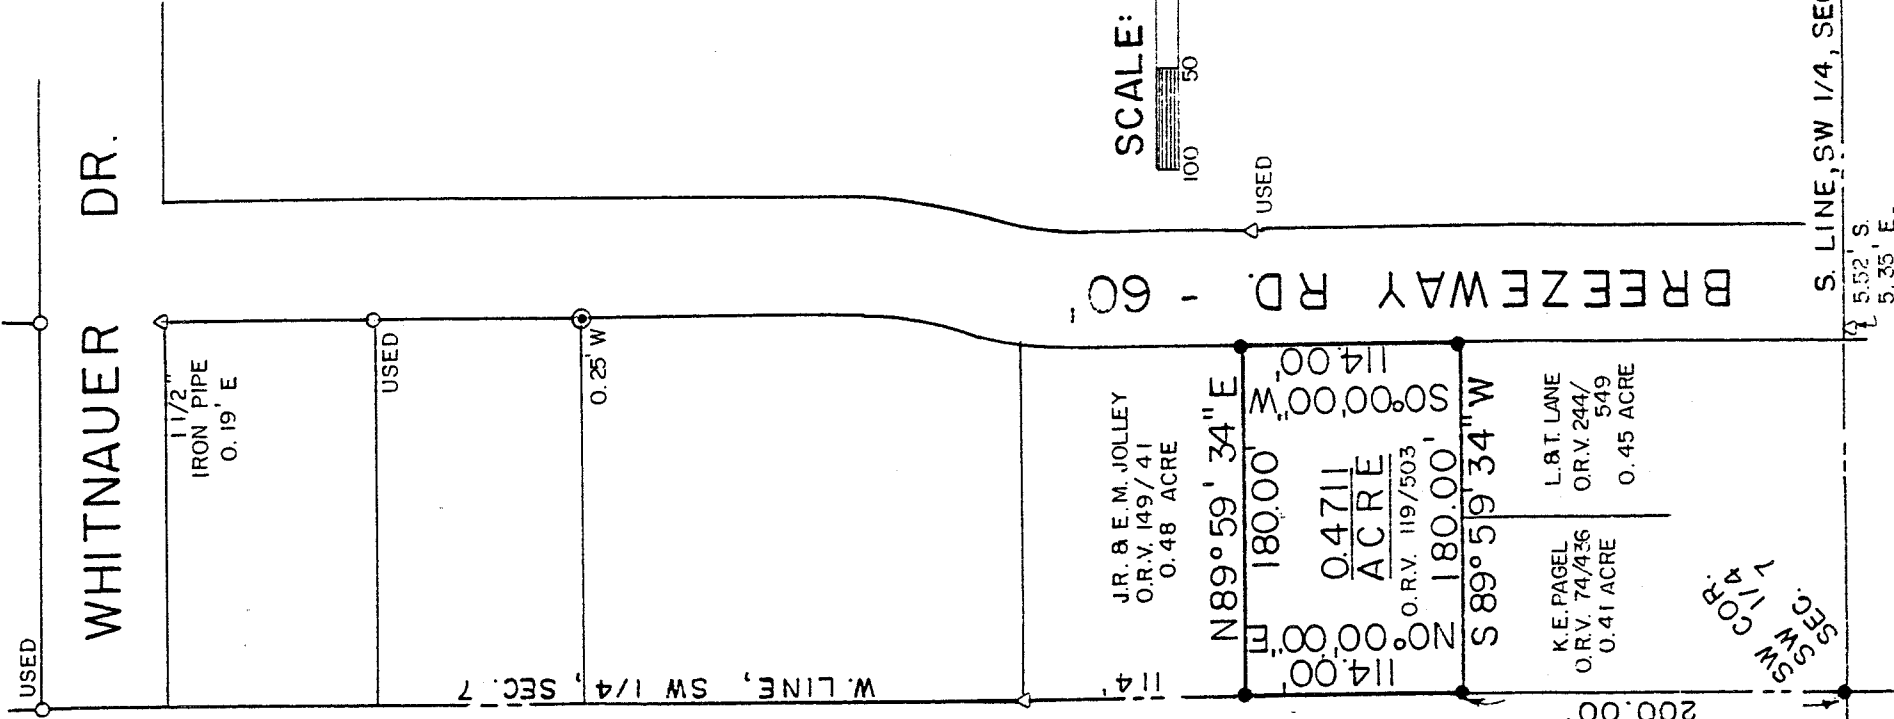 WHITNAUER DR.
USED
1 1/2"
IRON PIPE
0.19' E
USED
0.25' W
W. LINE, SW 1/4, SEC. 7
BREEZEWAY RD. - 60'
SCALE:
100
50
USED
J.R. & E. M. JOLLEY
O.R.V. 149/41
0.48 ACRE
114'
N89°59'34"E
180.00'
S0°00'00"W
114.00'
0.4711
ACRE
O.R.V. 119/503
N0°00'00"E
114.00'
180.00'
S89°59'34"W
L.&T. LANE
O.R.V. 244/
549
0.45 ACRE
K.E. PAGEL
O.R.V. 74/436
0.41 ACRE
SW COR.
SW 1/4
SEC. 7
200.00'
S. LINE, SW 1/4, SEC
5.52' S.
5.35' E.